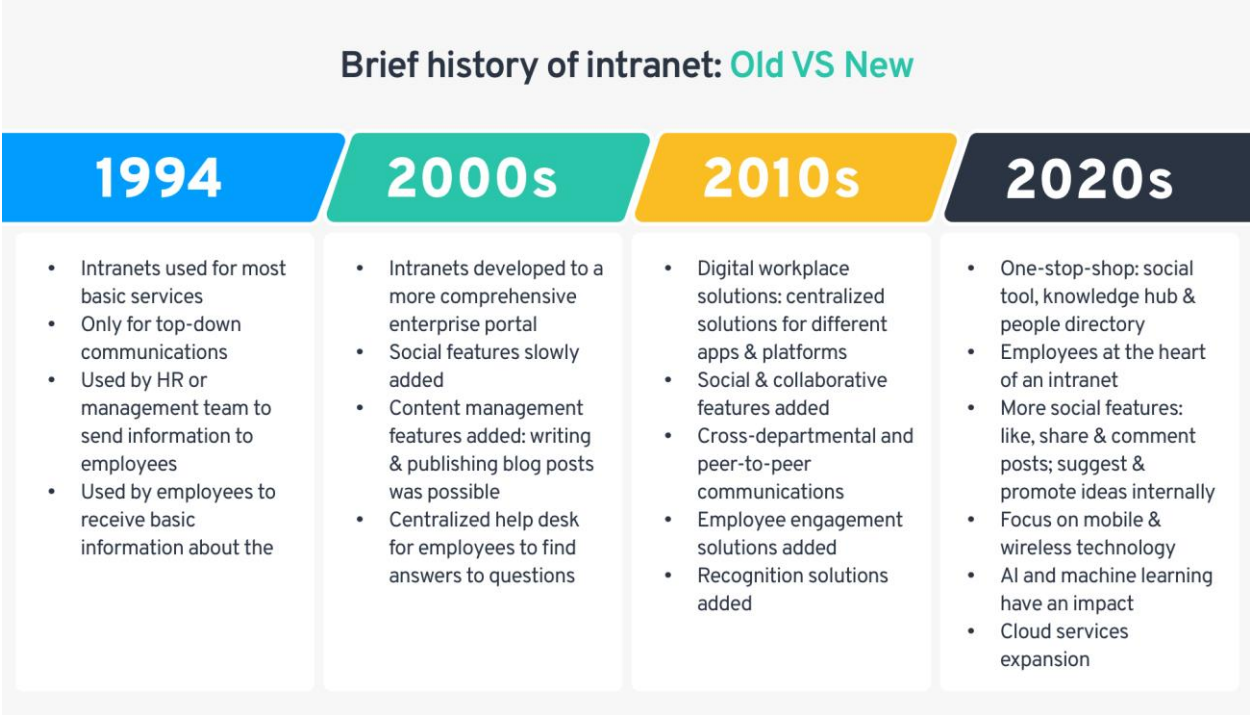 Brief history of intranet: Old VS New
1994
2000s
2010s
2020s
• Intranets used for most
basic services
• Only for top-down
communications
• Used by HR or
management team to
send information to
employees
• Used by employees to
receive basic
information about the
• Intranets developed to a
more comprehensive
enterprise portal
• Social features slowly
added
• Content management
features added: writing
& publishing blog posts
was possible
• Centralized help desk
for employees to find
answers to questions
• Digital workplace
solutions: centralized
solutions for different
apps & platforms
• Social & collaborative
features added
• Cross-departmental and
peer-to-peer
communications
• Employee engagement
solutions added
• Recognition solutions
added
• One-stop-shop: social
tool, knowledge hub &
people directory
• Employees at the heart
of an intranet
• More social features:
like, share & comment
posts; suggest &
promote ideas internally
• Focus on mobile &
wireless technology
• AI and machine learning
have an impact
• Cloud services
expansion